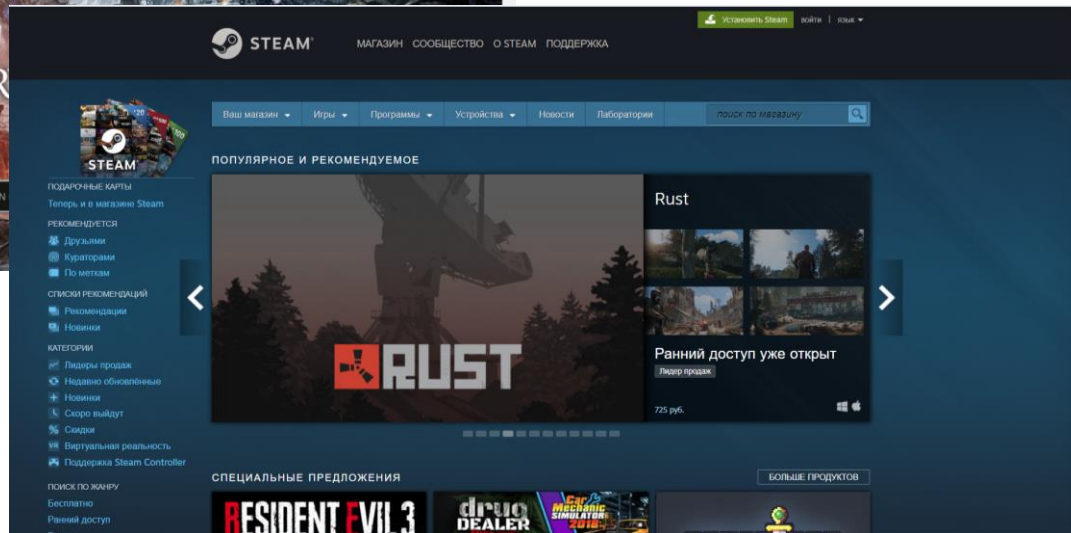 Установить Steam войти | язык
STEAM МАГАЗИН СООБЩЕСТВО О STEAM ПОДДЕРЖКА
Ваш магазин Игры Программы Устройства Новости Лаборатории поиск по магазину
STEAM
ПОДАРОЧНЫЕ КАРТЫ
Теперь и в магазине Steam
РЕКОМЕНДУЕТСЯ
Друзьями
Кураторами
По меткам
СПИСКИ РЕКОМЕНДАЦИЙ
Рекомендации
Новинки
КАТЕГОРИИ
Лидеры продаж
Недавно обновлённые
Новинки
Скоро выйдут
Скидки
VR Виртуальная реальность
Поддержка Steam Controller
ПОИСК ПО ЖАНРУ
Бесплатно
Ранний доступ
ПОПУЛЯРНОЕ И РЕКОМЕНДУЕМОЕ
RUST
Rust
Ранний доступ уже открыт
Лидер продаж
725 руб.
СПЕЦИАЛЬНЫЕ ПРЕДЛОЖЕНИЯ БОЛЬШЕ ПРОДУКТОВ
RESIDENT EVIL 3
drug
DEALER
Car
Mechanic
SIMULATOR
2018